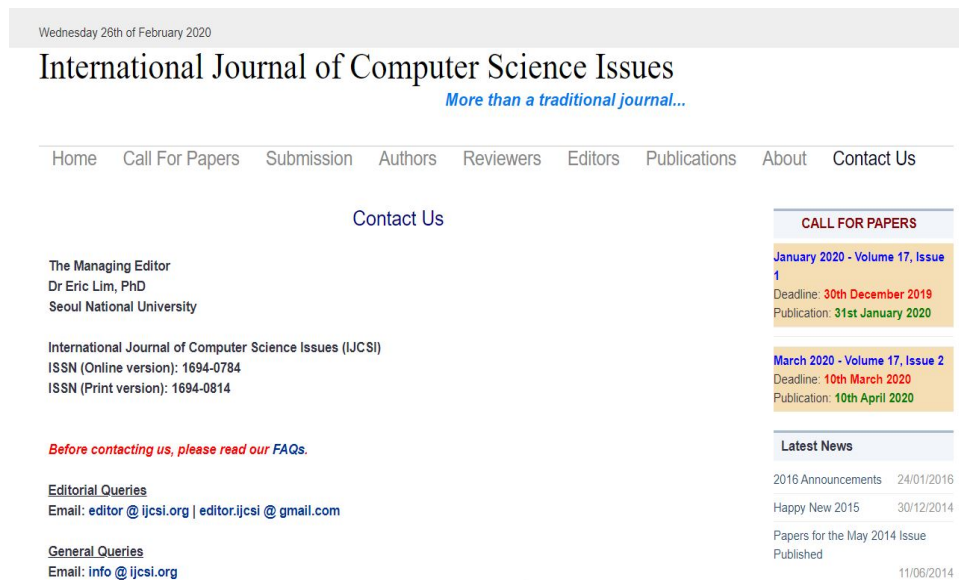 Wednesday 26th of February 2020
International Journal of Computer Science Issues
More than a traditional journal...
Home Call For Papers Submission Authors Reviewers Editors Publications About Contact Us
Contact Us
The Managing Editor
Dr Eric Lim, PhD
Seoul National University
International Journal of Computer Science Issues (IJCSI)
ISSN (Online version): 1694-0784
ISSN (Print version): 1694-0814
Before contacting us, please read our FAQs.
Editorial Queries
Email: editor @ ijcsi.org | editor.ijcsi @ gmail.com
General Queries
Email: info @ ijcsi.org
CALL FOR PAPERS
January 2020 - Volume 17, Issue
1
Deadline: 30th December 2019
Publication: 31st January 2020
March 2020 - Volume 17, Issue 2
Deadline: 10th March 2020
Publication: 10th April 2020
Latest News
2016 Announcements 24/01/2016
Happy New 2015 30/12/2014
Papers for the May 2014 Issue
Published
11/06/2014